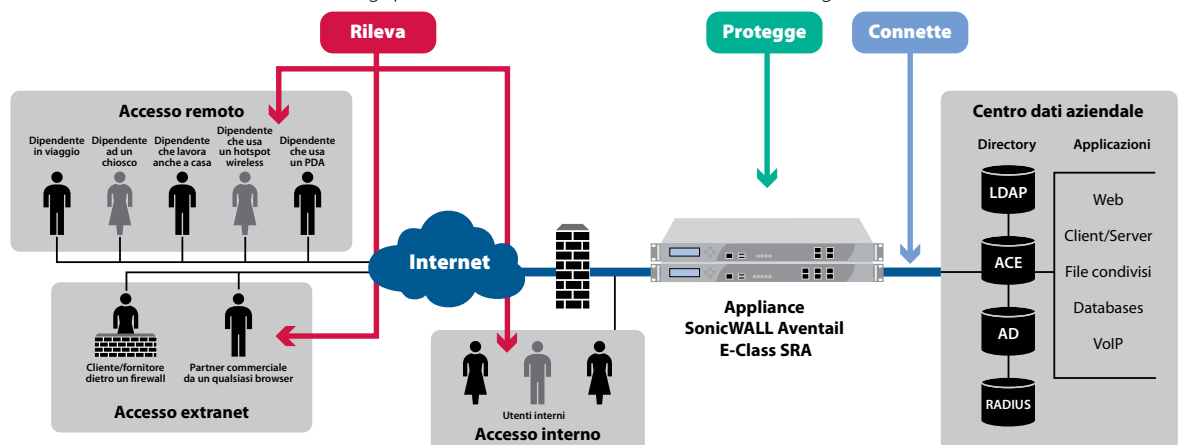 Rileva
Protegge
Connette
Accesso remoto
Dipendente
in viaggio
Dipendente
ad un
chiosco
Dipendente
che lavora
anche a casa
Dipendente
che usa
un hotspot
wireless
Dipendente
che usa
un PDA
Internet
Cliente/fornitore
dietro un firewall
Partner commerciale
da un qualsiasi browser
Accesso extranet
Utenti interni
Accesso interno
Appliance
SonicWALL Aventail
E-Class SRA
Centro dati aziendale
Directory
Applicazioni
LDAP
ACE
AD
RADIUS
Web
Client/Server
File condivisi
Databases
VoIP